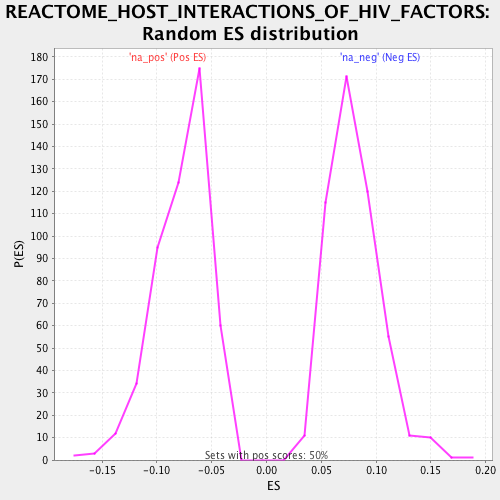 REACTOME_HOST_INTERACTIONS_OF_HIV_FACTORS:
Random ES distribution
'na_pos' (Pos ES)
'na_neg' (Neg ES)
180
170
160
150
140
130
120
110
100
90
80
70
60
50
40
30
20
10
0
P(ES)
Sets with pos scores: 50%
-0.15 -0.10 -0.05 0.00 0.05 0.10 0.15 0.20
ES